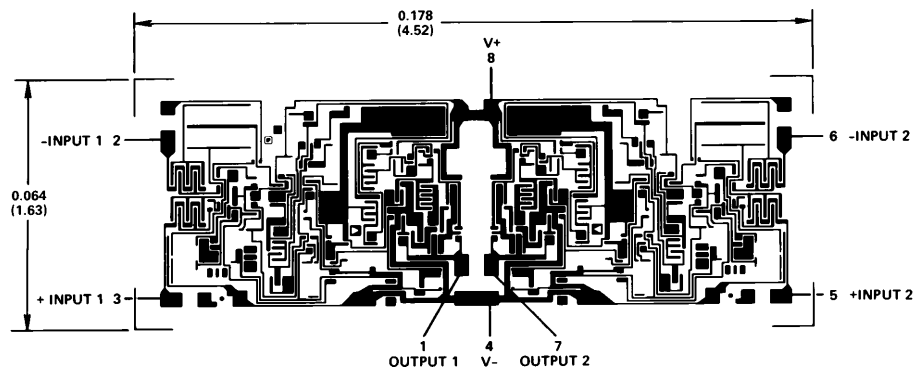 0.178
(4.52)
V+
8
–INPUT 1 2
6 –INPUT 2
0.064
(1.63)
+ INPUT 1 3
5 +INPUT 2
1 4 7
OUTPUT 1 V– OUTPUT 2